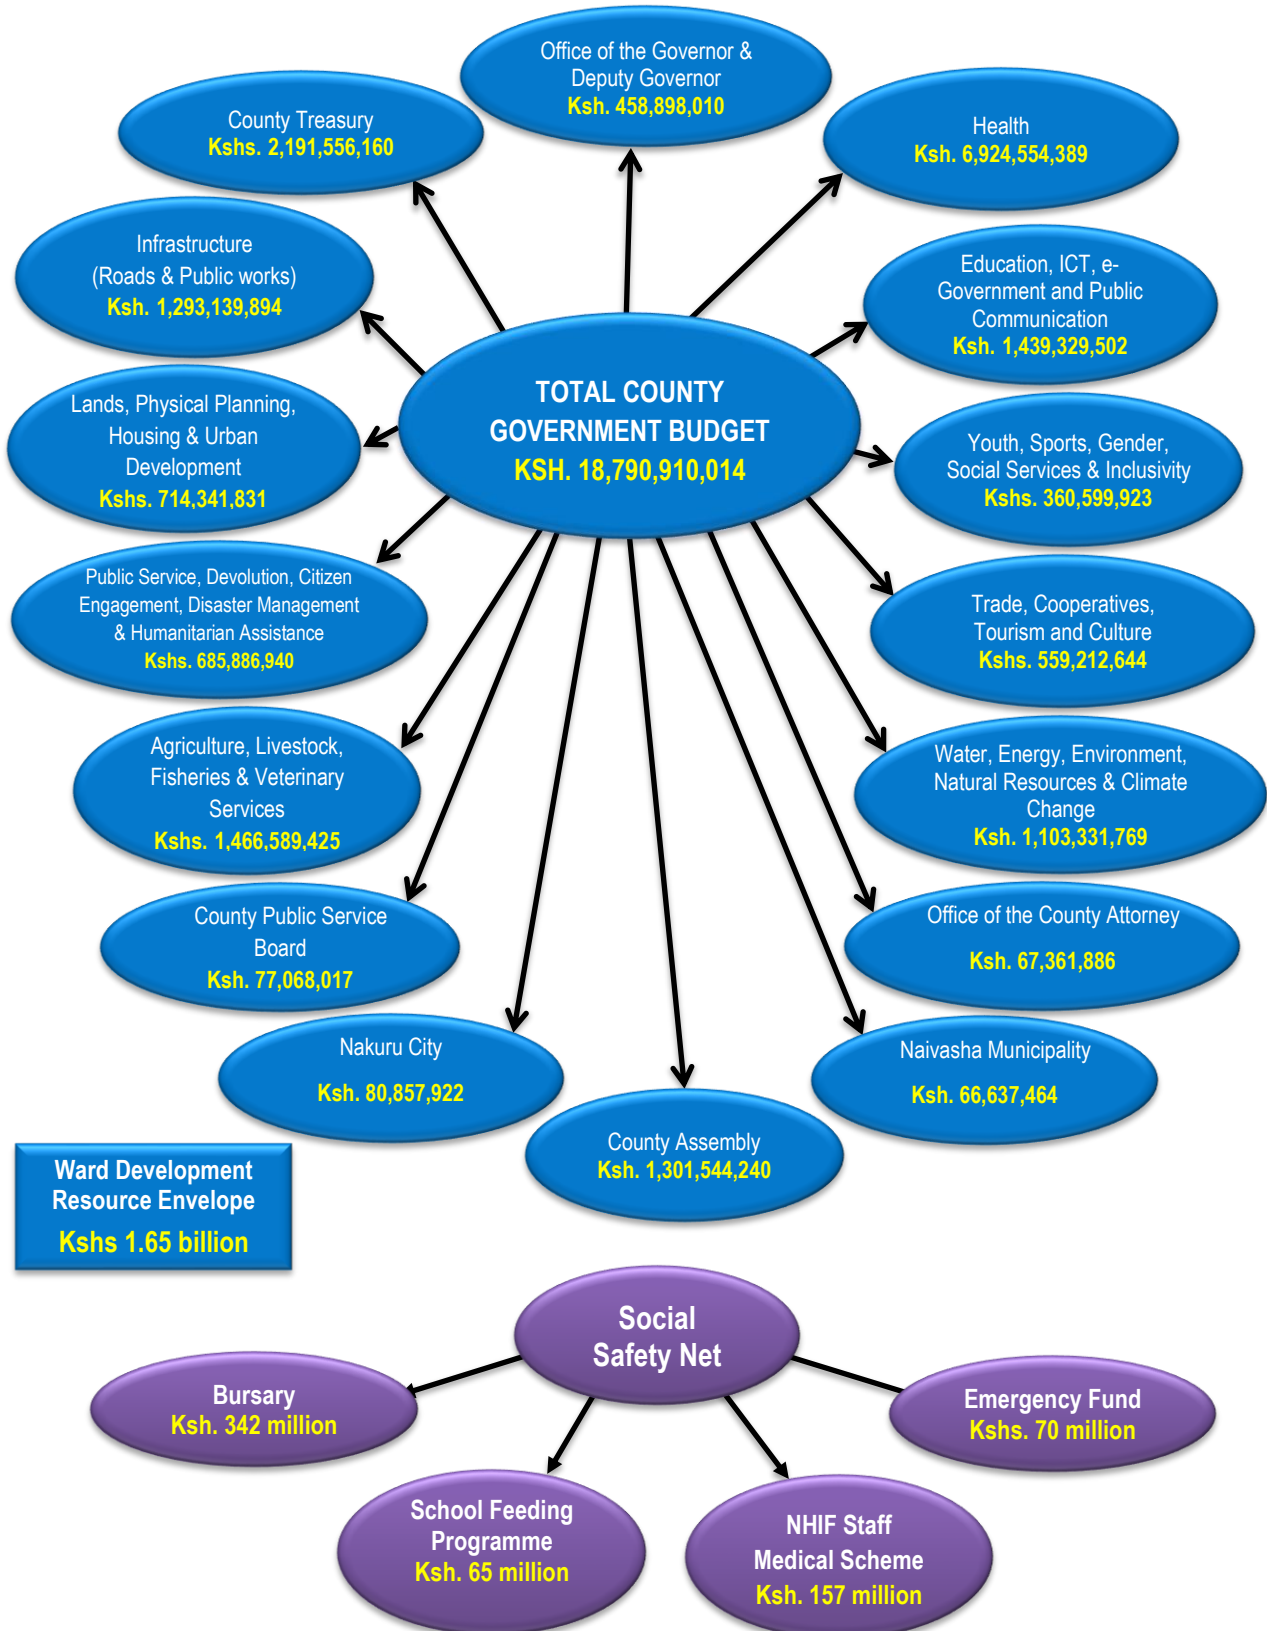 Office of the Governor &
Deputy Governor
Ksh. 458,898,010
County Treasury
Kshs. 2,191,556,160
Health
Ksh. 6,924,554,389
Infrastructure
(Roads & Public works)
Ksh. 1,293,139,894
Education, ICT, e-
Government and Public
Communication
Ksh. 1,439,329,502
TOTAL COUNTY
GOVERNMENT BUDGET
KSH. 18,790,910,014
Lands, Physical Planning,
Housing & Urban
Development
Kshs. 714,341,831
Youth, Sports, Gender,
Social Services & Inclusivity
Kshs. 360,599,923
Public Service, Devolution, Citizen
Engagement, Disaster Management
& Humanitarian Assistance
Kshs. 685,886,940
Trade, Cooperatives,
Tourism and Culture
Kshs. 559,212,644
Agriculture, Livestock,
Fisheries & Veterinary
Services
Kshs. 1,466,589,425
Water, Energy, Environment,
Natural Resources & Climate
Change
Ksh. 1,103,331,769
County Public Service
Board
Ksh. 77,068,017
Office of the County Attorney
Ksh. 67,361,886
Nakuru City
Ksh. 80,857,922
Naivasha Municipality
Ksh. 66,637,464
County Assembly
Ksh. 1,301,544,240
Ward Development
Resource Envelope
Kshs 1.65 billion
Social
Safety Net
Bursary
Ksh. 342 million
Emergency Fund
Kshs. 70 million
School Feeding
Programme
Ksh. 65 million
NHIF Staff
Medical Scheme
Ksh. 157 million